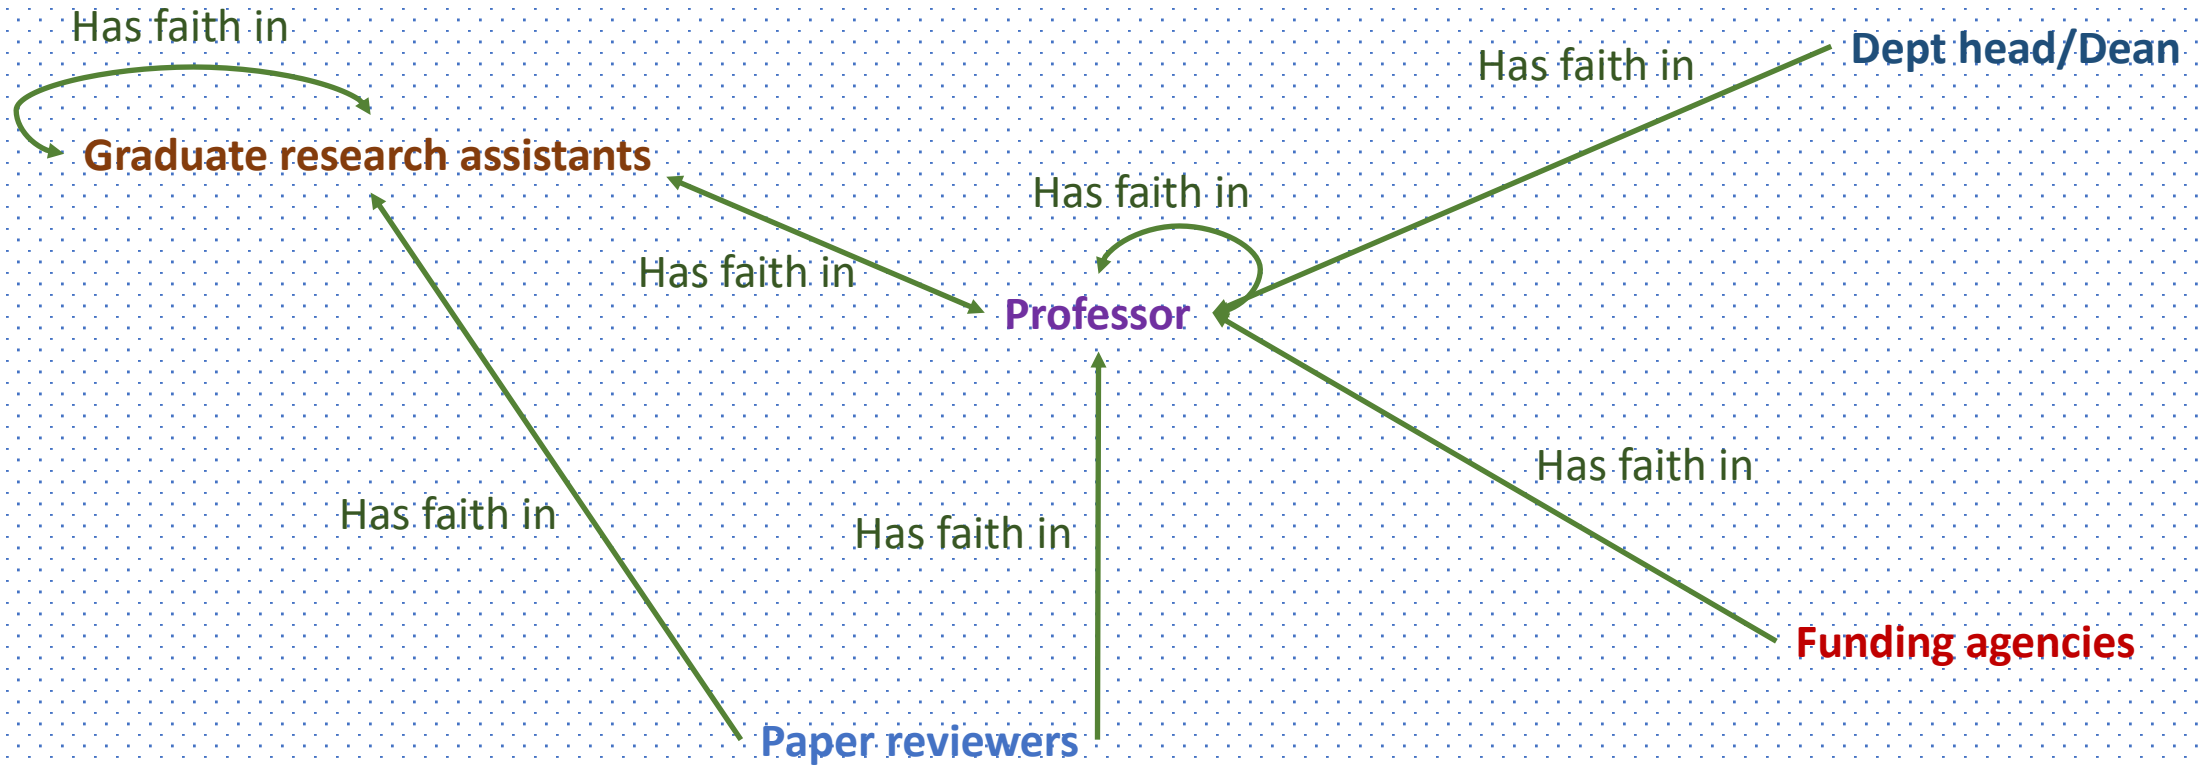 Has faith in
Dept head/Dean
Has faith in
Graduate research assistants
Has faith in
Has faith in
Professor
Has faith in
Has faith in
Has faith in
Funding agencies
Paper reviewers